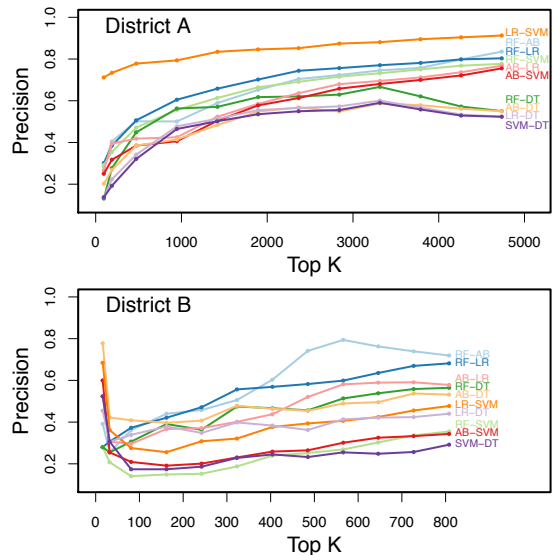 District A
1.0
0.8
0.6
0.4
0.2
Precision
LR−SVM
RF−AB
RF−LR
RF−SVM
AB−LR
AB−SVM
RF−DT
AB−DT
LR−DT
SVM−DT
0 1000 2000 3000 4000 5000
Top K
District B
1.0
0.8
0.6
0.4
0.2
Precision
RF−AB
RF−LR
AB−LR
RF−DT
AB−DT
LR−SVM
LR−DT
RF−SVM
AB−SVM
SVM−DT
0 100 200 300 400 500 600 700 800
Top K